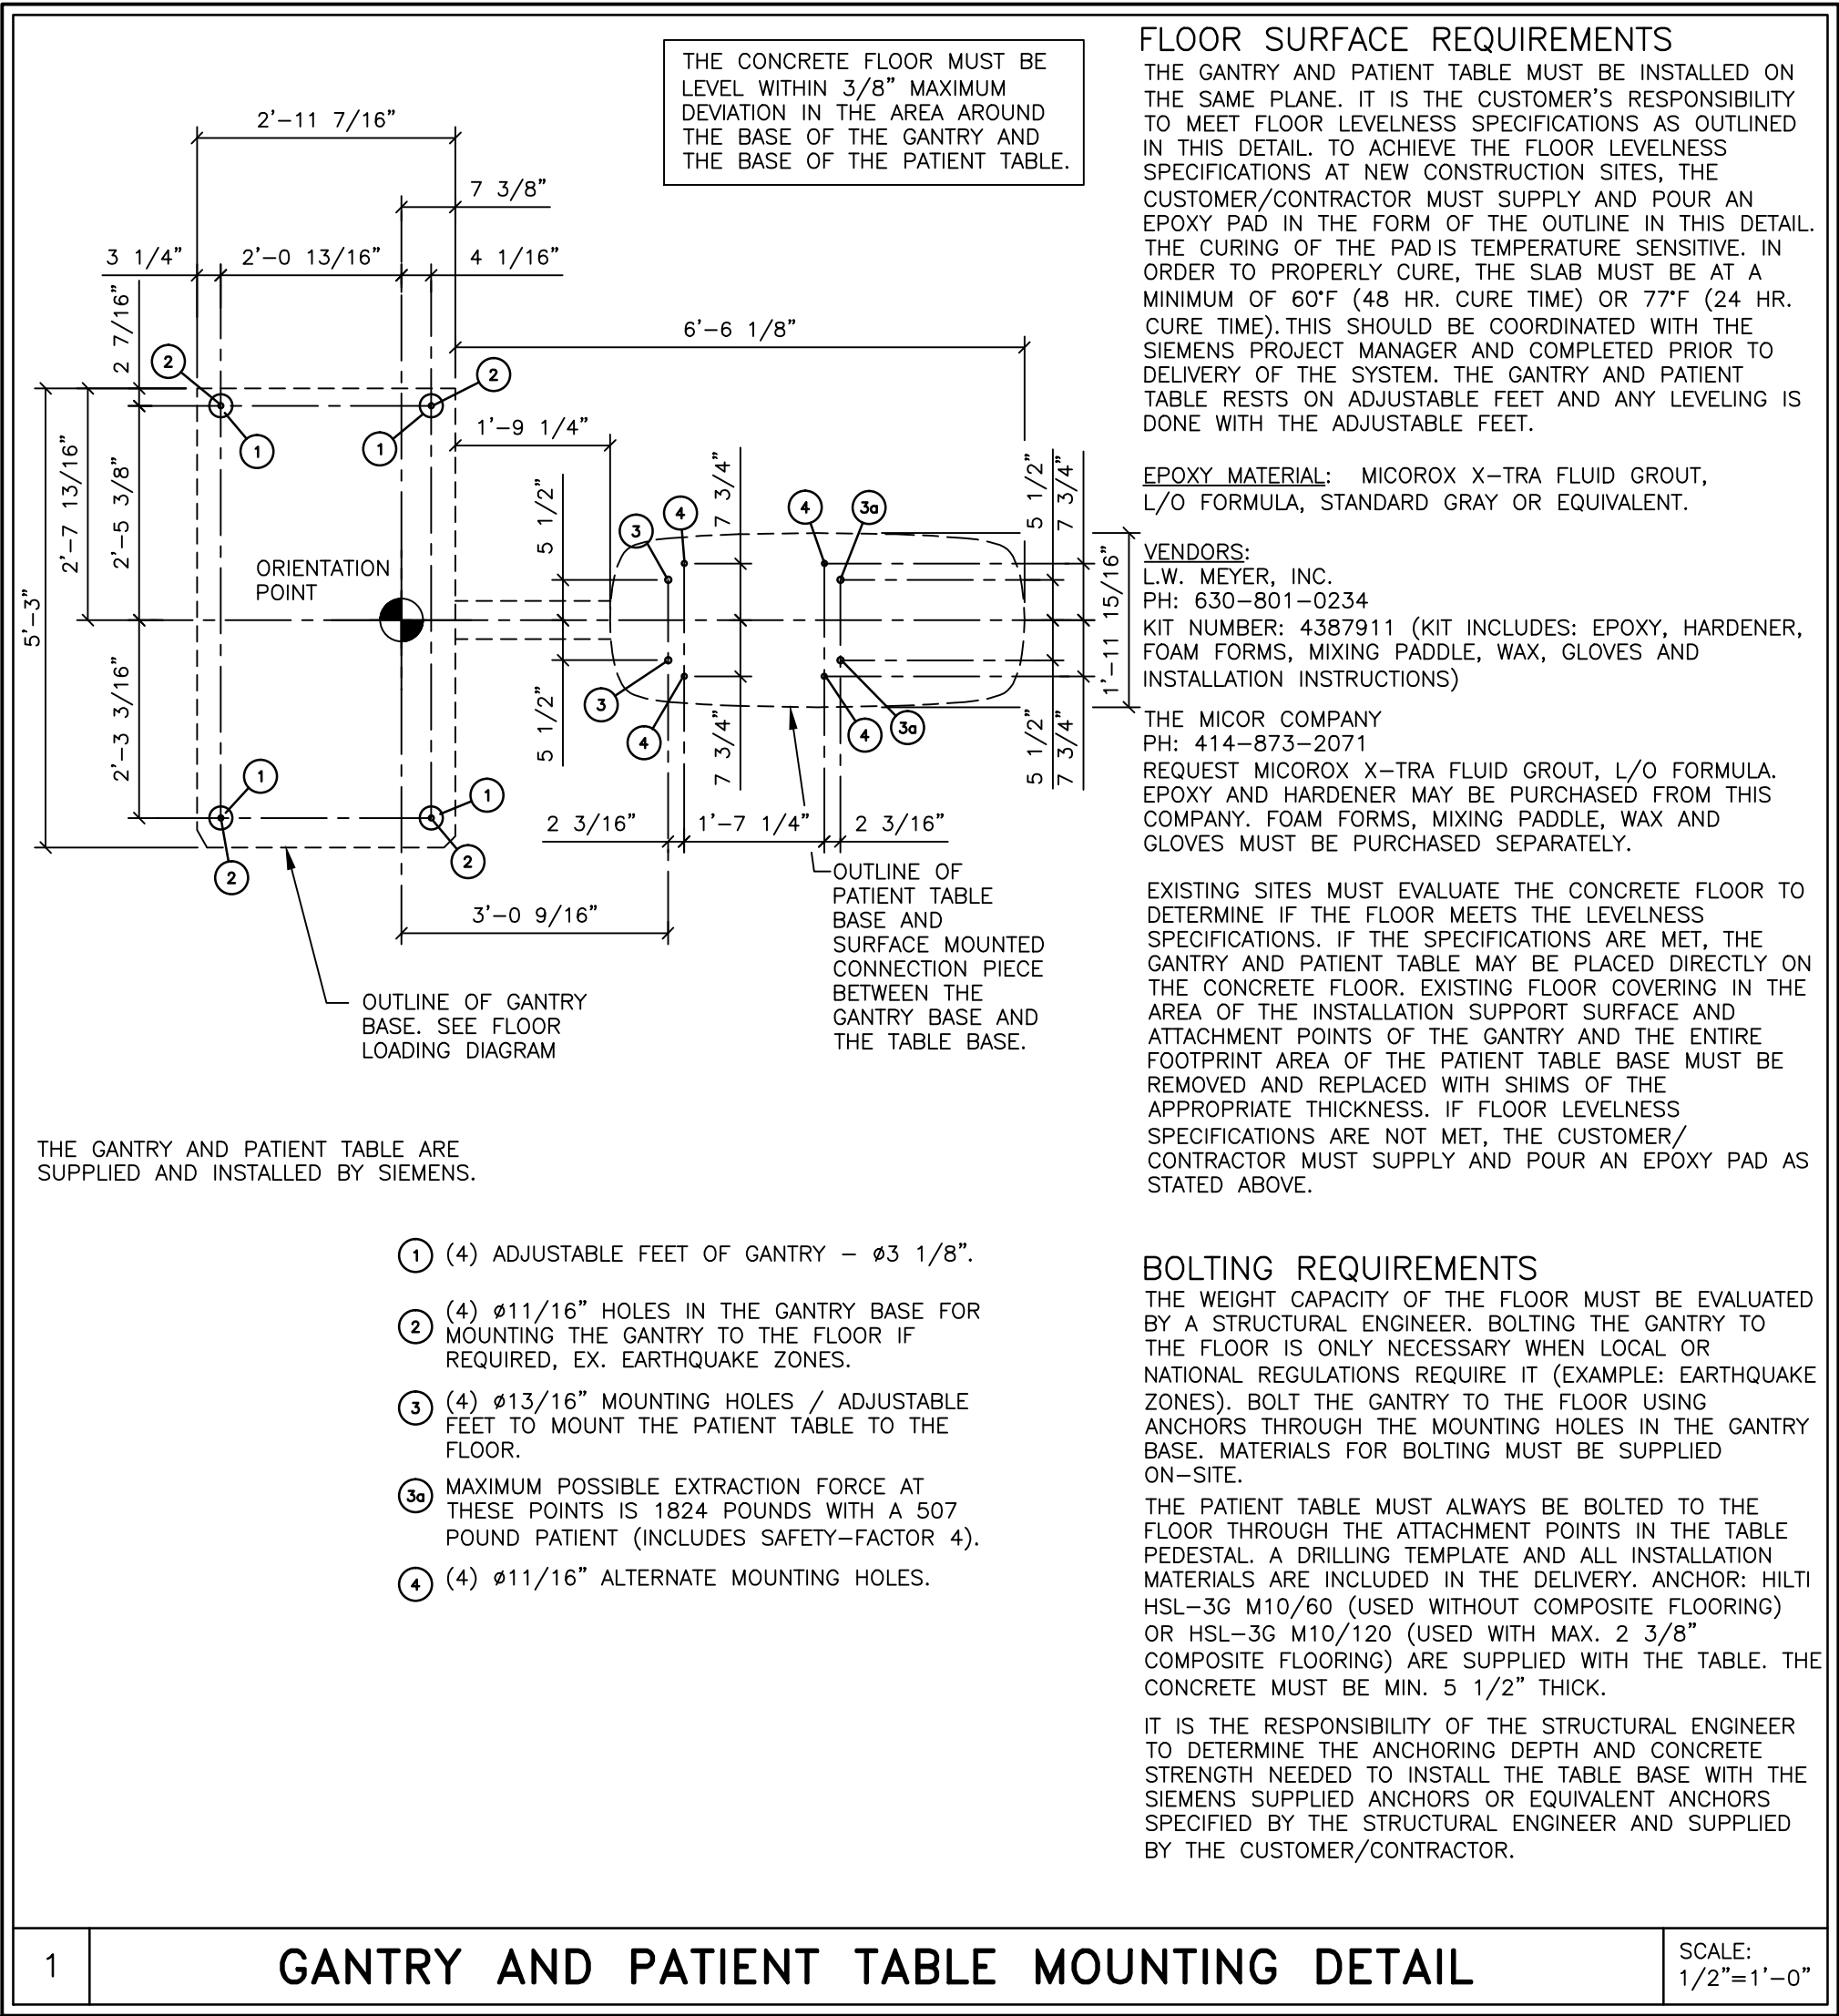 THE CONCRETE FLOOR MUST BE
LEVEL WITHIN 3/8" MAXIMUM
DEVIATION IN THE AREA AROUND
THE BASE OF THE GANTRY AND
THE BASE OF THE PATIENT TABLE.
2'-11 7/16"
7 3/8"
3 1/4"
2'-0 13/16"
4 1/16"
2 7/16"
6'-6 1/8"
2
2
1
1
1'-9 1/4"
5'-3"
2'-7 13/16"
2'-5 3/8"
2'-3 3/16"
ORIENTATION
POINT
5 1/2"
7 3/4"
5 1/2"
7 3/4"
3
4
4
3a
1'-11 15/16"
5 1/2"
7 3/4"
5 1/2"
7 3/4"
3
4
4
3a
1
1
2
2
2 3/16"
1'-7 1/4"
2 3/16"
3'-0 9/16"
OUTLINE OF
PATIENT TABLE
BASE AND
SURFACE MOUNTED
CONNECTION PIECE
BETWEEN THE
GANTRY BASE AND
THE TABLE BASE.
OUTLINE OF GANTRY
BASE. SEE FLOOR
LOADING DIAGRAM
THE GANTRY AND PATIENT TABLE ARE
SUPPLIED AND INSTALLED BY SIEMENS.
1 (4) ADJUSTABLE FEET OF GANTRY - ø3 1/8".
2 (4) ø11/16" HOLES IN THE GANTRY BASE FOR
MOUNTING THE GANTRY TO THE FLOOR IF
REQUIRED, EX. EARTHQUAKE ZONES.
3 (4) ø13/16" MOUNTING HOLES / ADJUSTABLE
FEET TO MOUNT THE PATIENT TABLE TO THE
FLOOR.
3a MAXIMUM POSSIBLE EXTRACTION FORCE AT
THESE POINTS IS 1824 POUNDS WITH A 507
POUND PATIENT (INCLUDES SAFETY-FACTOR 4).
4 (4) ø11/16" ALTERNATE MOUNTING HOLES.
FLOOR SURFACE REQUIREMENTS
THE GANTRY AND PATIENT TABLE MUST BE INSTALLED ON
THE SAME PLANE. IT IS THE CUSTOMER'S RESPONSIBILITY
TO MEET FLOOR LEVELNESS SPECIFICATIONS AS OUTLINED
IN THIS DETAIL. TO ACHIEVE THE FLOOR LEVELNESS
SPECIFICATIONS AT NEW CONSTRUCTION SITES, THE
CUSTOMER/CONTRACTOR MUST SUPPLY AND POUR AN
EPOXY PAD IN THE FORM OF THE OUTLINE IN THIS DETAIL.
THE CURING OF THE PAD IS TEMPERATURE SENSITIVE. IN
ORDER TO PROPERLY CURE, THE SLAB MUST BE AT A
MINIMUM OF 60°F (48 HR. CURE TIME) OR 77°F (24 HR.
CURE TIME). THIS SHOULD BE COORDINATED WITH THE
SIEMENS PROJECT MANAGER AND COMPLETED PRIOR TO
DELIVERY OF THE SYSTEM. THE GANTRY AND PATIENT
TABLE RESTS ON ADJUSTABLE FEET AND ANY LEVELING IS
DONE WITH THE ADJUSTABLE FEET.
EPOXY MATERIAL: MICOROX X-TRA FLUID GROUT,
L/O FORMULA, STANDARD GRAY OR EQUIVALENT.
VENDORS:
L.W. MEYER, INC.
PH: 630-801-0234
KIT NUMBER: 4387911 (KIT INCLUDES: EPOXY, HARDENER,
FOAM FORMS, MIXING PADDLE, WAX, GLOVES AND
INSTALLATION INSTRUCTIONS)
THE MICOR COMPANY
PH: 414-873-2071
REQUEST MICOROX X-TRA FLUID GROUT, L/O FORMULA.
EPOXY AND HARDENER MAY BE PURCHASED FROM THIS
COMPANY. FOAM FORMS, MIXING PADDLE, WAX AND
GLOVES MUST BE PURCHASED SEPARATELY.
EXISTING SITES MUST EVALUATE THE CONCRETE FLOOR TO
DETERMINE IF THE FLOOR MEETS THE LEVELNESS
SPECIFICATIONS. IF THE SPECIFICATIONS ARE MET, THE
GANTRY AND PATIENT TABLE MAY BE PLACED DIRECTLY ON
THE CONCRETE FLOOR. EXISTING FLOOR COVERING IN THE
AREA OF THE INSTALLATION SUPPORT SURFACE AND
ATTACHMENT POINTS OF THE GANTRY AND THE ENTIRE
FOOTPRINT AREA OF THE PATIENT TABLE BASE MUST BE
REMOVED AND REPLACED WITH SHIMS OF THE
APPROPRIATE THICKNESS. IF FLOOR LEVELNESS
SPECIFICATIONS ARE NOT MET, THE CUSTOMER/
CONTRACTOR MUST SUPPLY AND POUR AN EPOXY PAD AS
STATED ABOVE.
BOLTING REQUIREMENTS
THE WEIGHT CAPACITY OF THE FLOOR MUST BE EVALUATED
BY A STRUCTURAL ENGINEER. BOLTING THE GANTRY TO
THE FLOOR IS ONLY NECESSARY WHEN LOCAL OR
NATIONAL REGULATIONS REQUIRE IT (EXAMPLE: EARTHQUAKE
ZONES). BOLT THE GANTRY TO THE FLOOR USING
ANCHORS THROUGH THE MOUNTING HOLES IN THE GANTRY
BASE. MATERIALS FOR BOLTING MUST BE SUPPLIED
ON-SITE.
THE PATIENT TABLE MUST ALWAYS BE BOLTED TO THE
FLOOR THROUGH THE ATTACHMENT POINTS IN THE TABLE
PEDESTAL. A DRILLING TEMPLATE AND ALL INSTALLATION
MATERIALS ARE INCLUDED IN THE DELIVERY. ANCHOR: HILTI
HSL-3G M10/60 (USED WITHOUT COMPOSITE FLOORING)
OR HSL-3G M10/120 (USED WITH MAX. 2 3/8"
COMPOSITE FLOORING) ARE SUPPLIED WITH THE TABLE. THE
CONCRETE MUST BE MIN. 5 1/2" THICK.
IT IS THE RESPONSIBILITY OF THE STRUCTURAL ENGINEER
TO DETERMINE THE ANCHORING DEPTH AND CONCRETE
STRENGTH NEEDED TO INSTALL THE TABLE BASE WITH THE
SIEMENS SUPPLIED ANCHORS OR EQUIVALENT ANCHORS
SPECIFIED BY THE STRUCTURAL ENGINEER AND SUPPLIED
BY THE CUSTOMER/CONTRACTOR.
1
GANTRY AND PATIENT TABLE MOUNTING DETAIL
SCALE:
1/2"=1'-0"